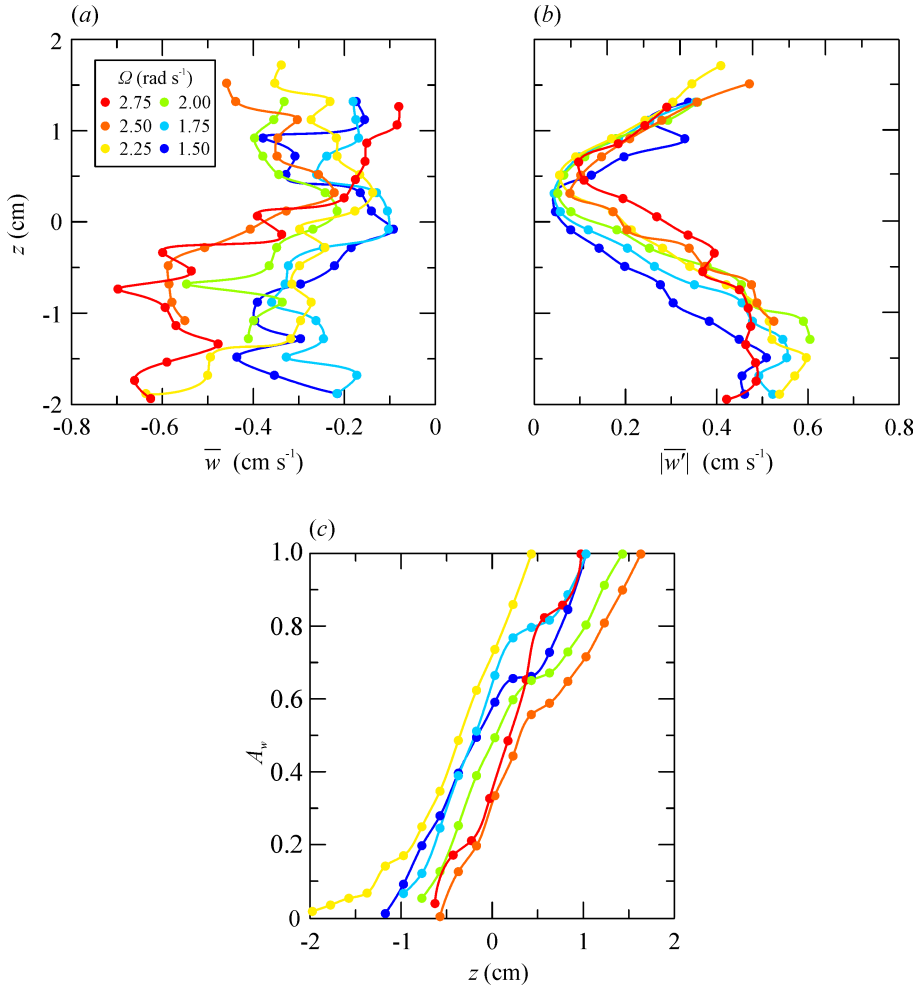 (a)
(b)
2
1
0
-1
-2
z (cm)
Ω (rad s⁻¹)
2.75 2.00
2.50 1.75
2.25 1.50
-0.8 -0.6 -0.4 -0.2 0
0 0.2 0.4 0.6 0.8
w̅ (cm s⁻¹)
|w̅'̅| (cm s⁻¹)
(c)
1.0
0.8
0.6
0.4
0.2
0
A_w
-2 -1 0 1 2
z (cm)